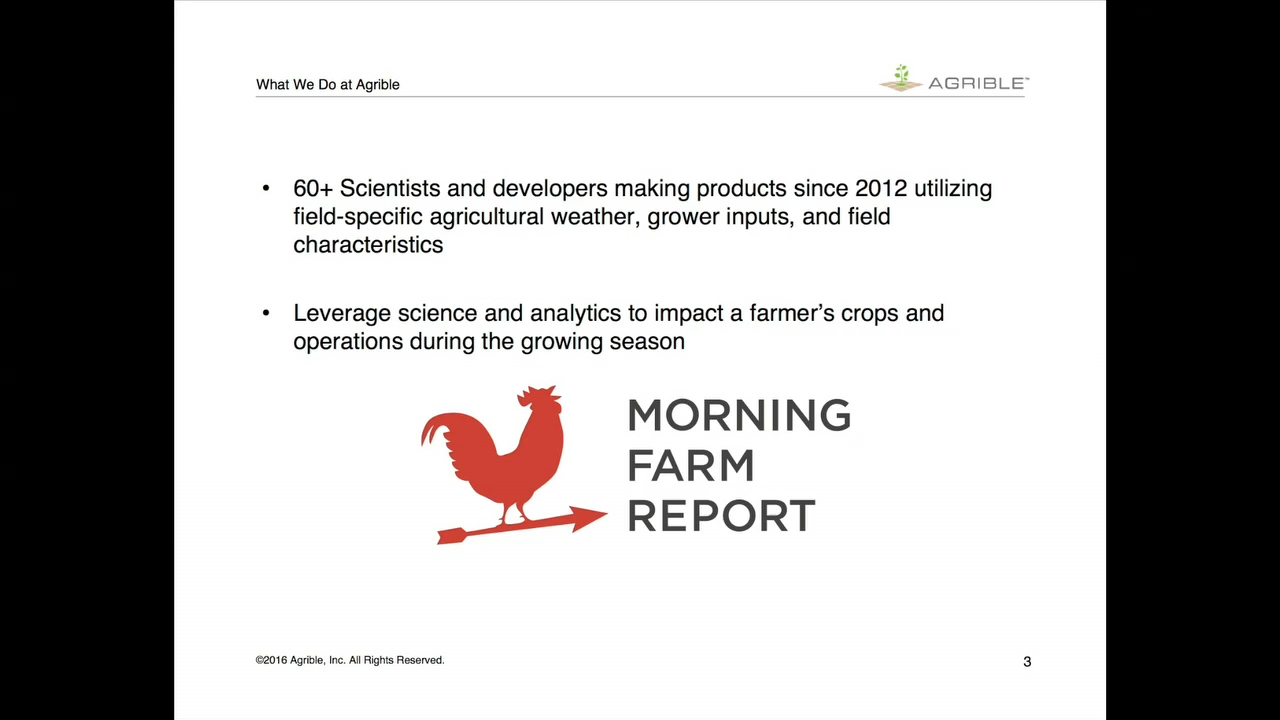 What We Do at Agrible
AGRIBLE™
• 60+ Scientists and developers making products since 2012 utilizing
field-specific agricultural weather, grower inputs, and field
characteristics
• Leverage science and analytics to impact a farmer’s crops and
operations during the growing season
MORNING
FARM
REPORT
©2016 Agrible, Inc. All Rights Reserved.
3